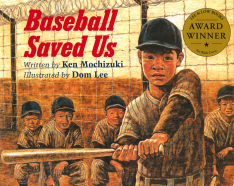 Baseball
Saved Us
Written by Ken Mochizuki
Illustrated by Dom Lee
AWARD
WINNER